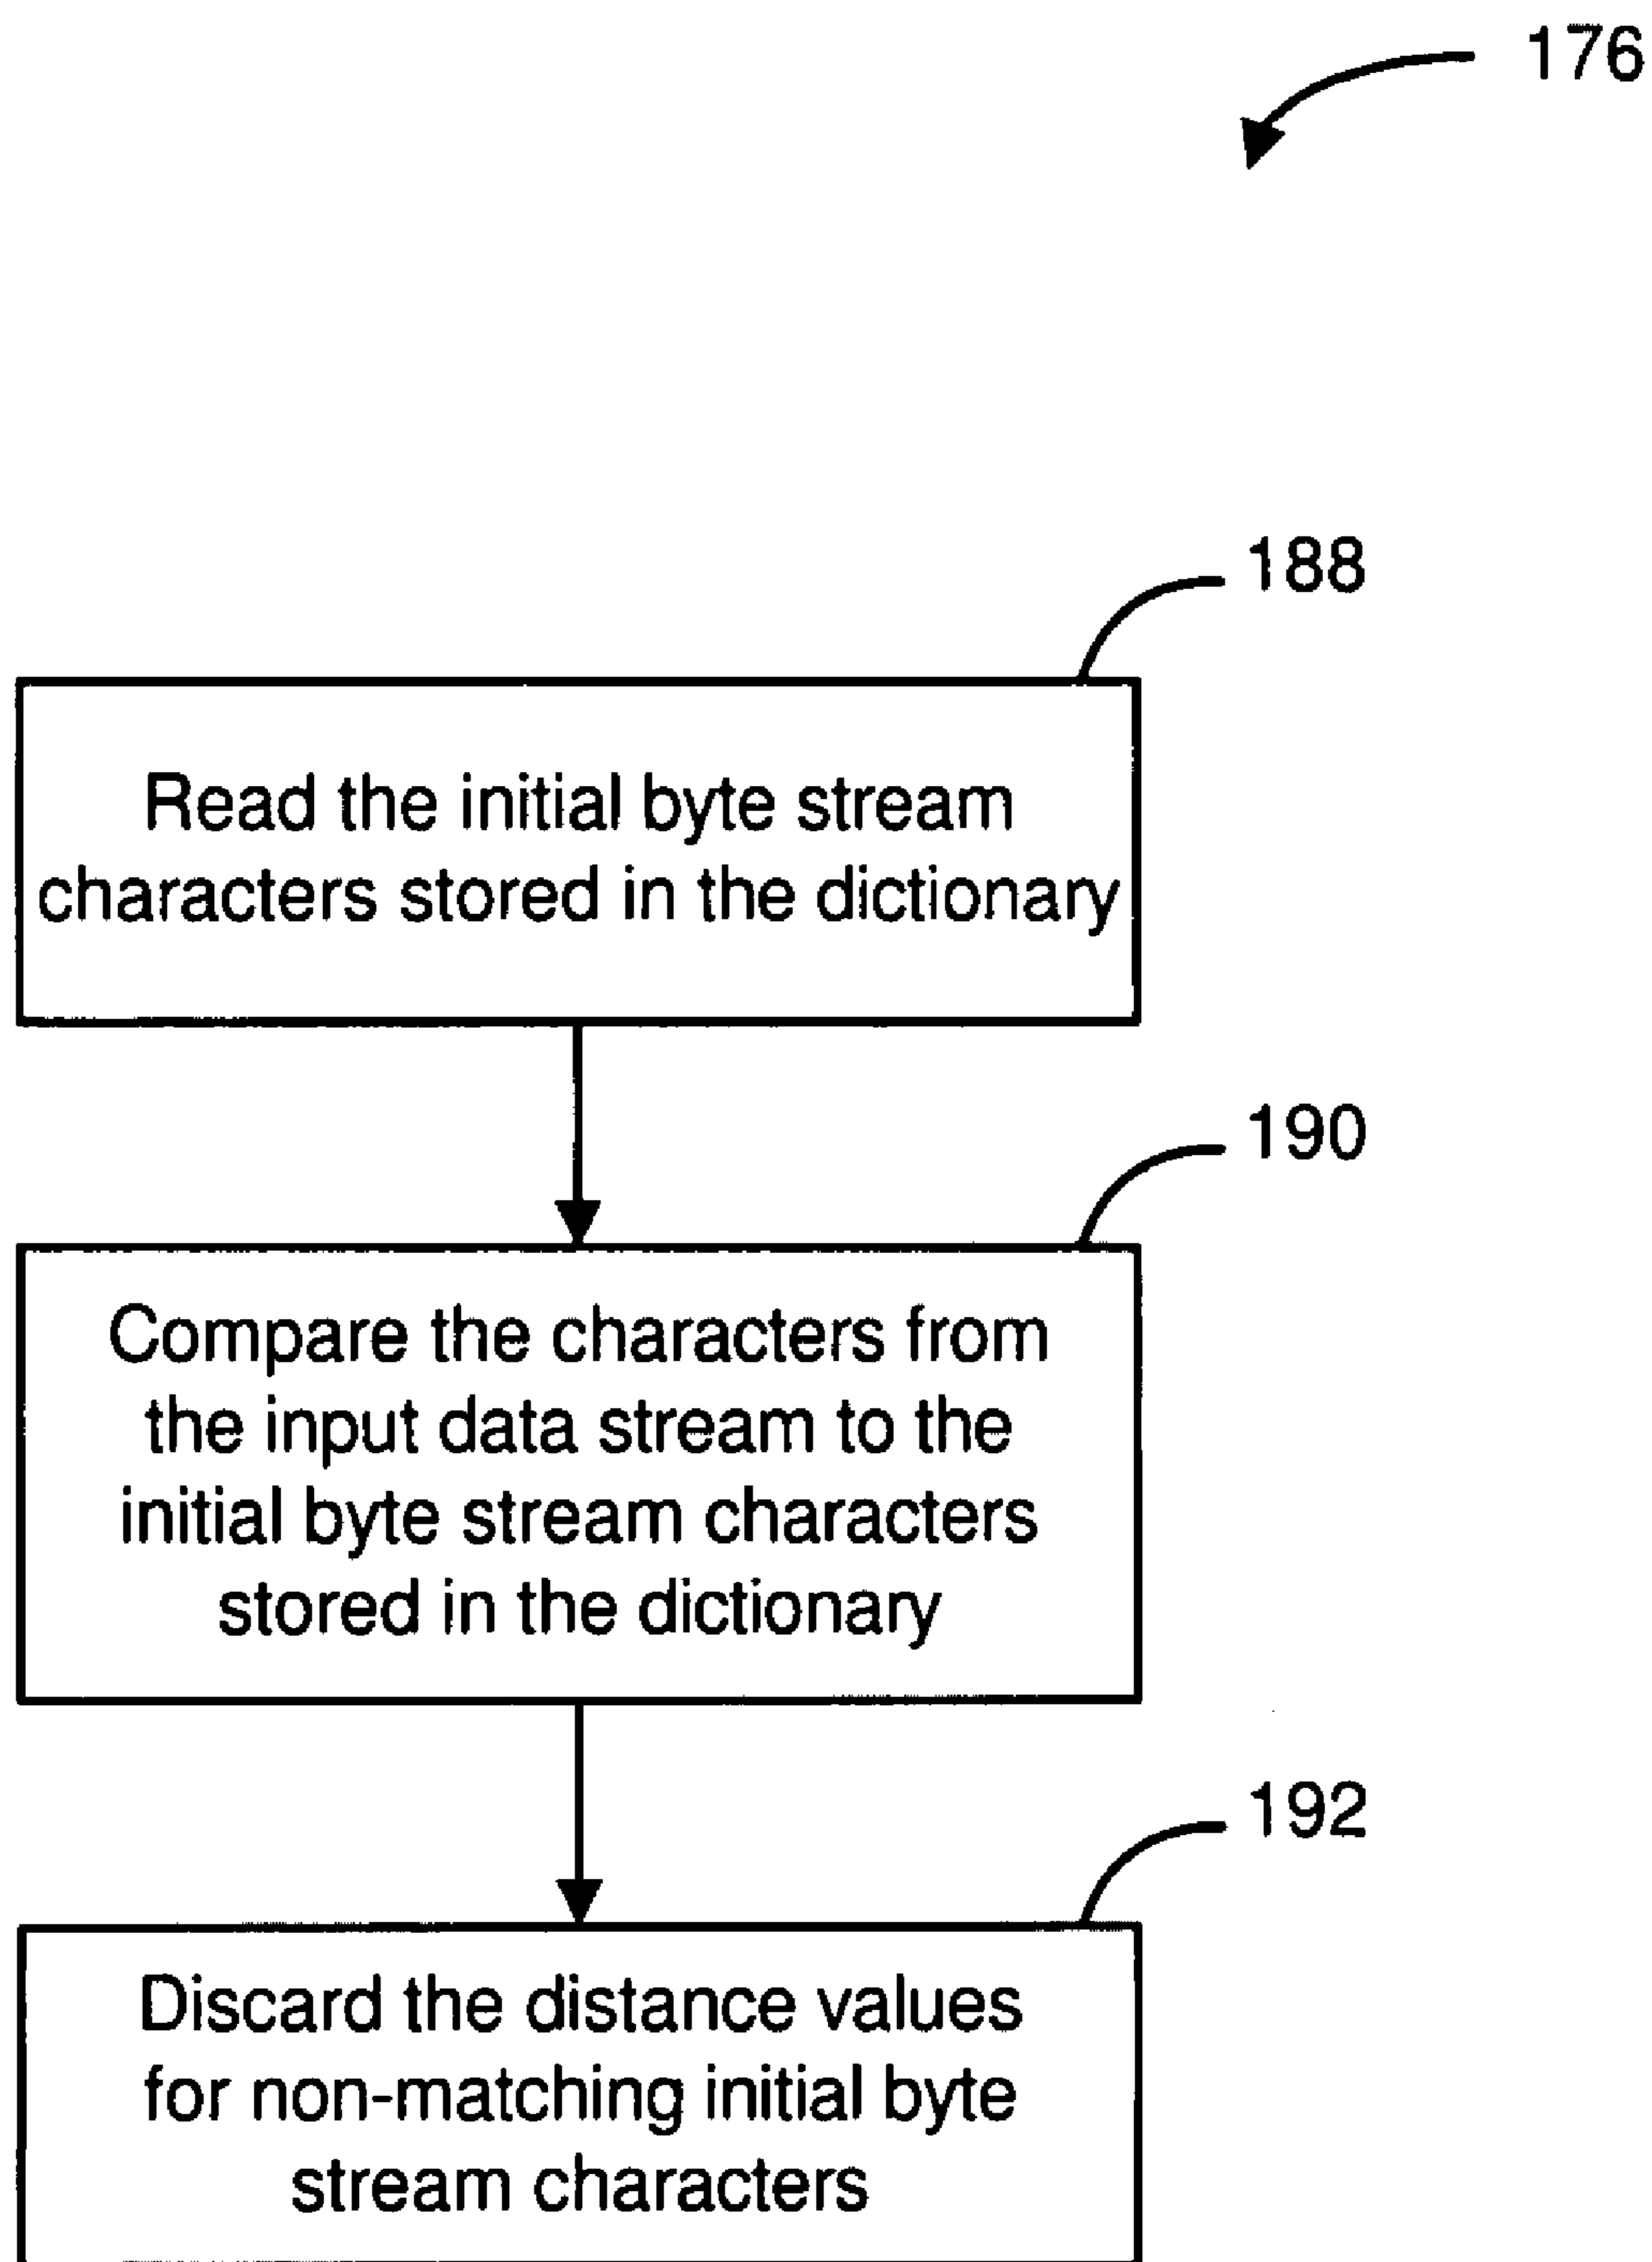 176
188
Read the initial byte stream
characters stored in the dictionary
190
Compare the characters from
the input data stream to the
initial byte stream characters
stored in the dictionary
192
Discard the distance values
for non-matching initial byte
stream characters